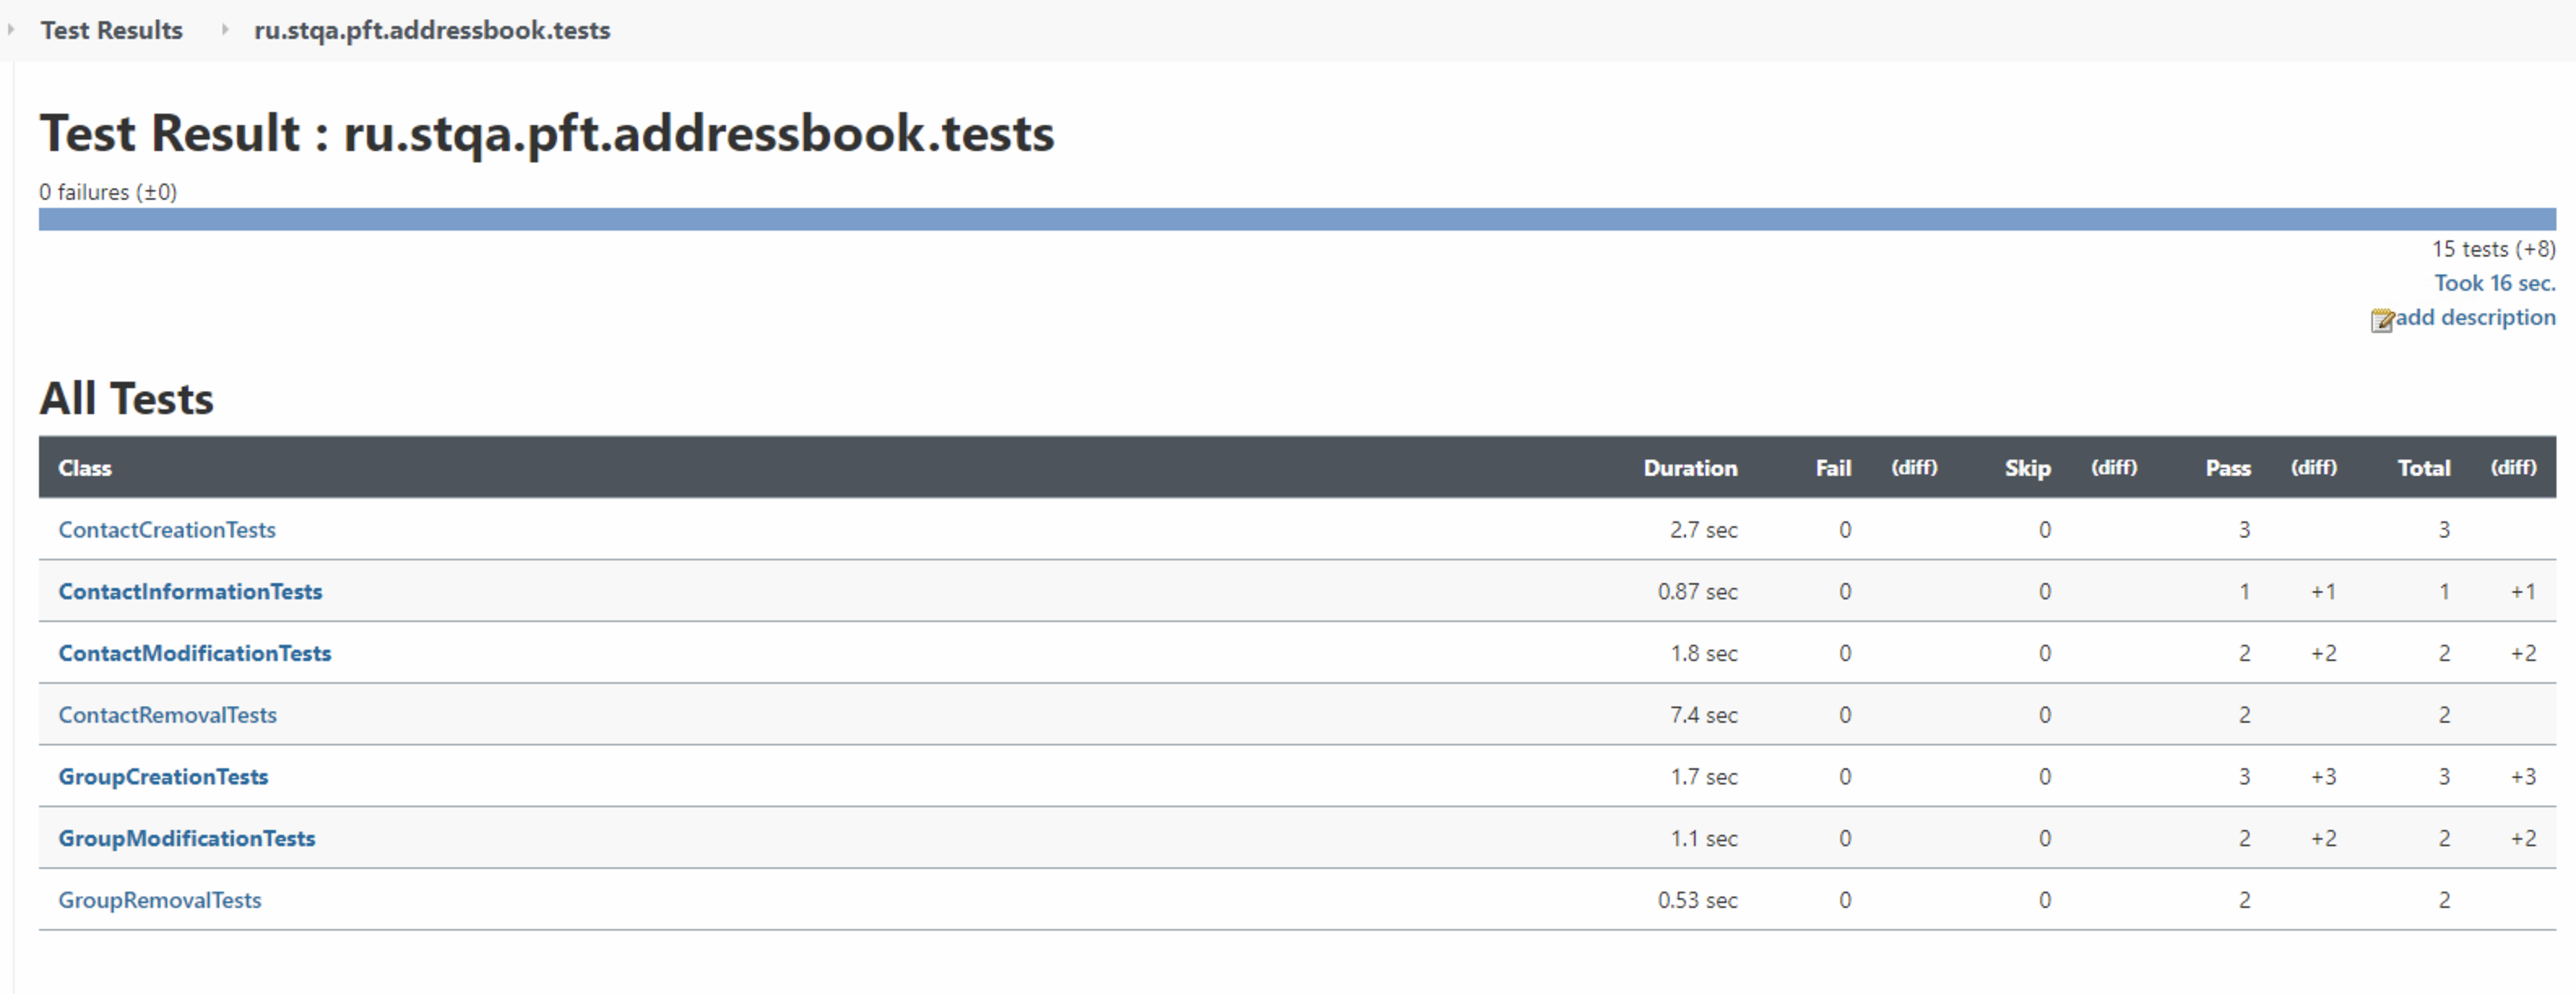 Test Results ru.stqa.pft.addressbook.tests
Test Result : ru.stqa.pft.addressbook.tests
0 failures (±0)
15 tests (+8)
Took 16 sec.
add description
All Tests
Class Duration Fail (diff) Skip (diff) Pass (diff) Total (diff)
ContactCreationTests 2.7 sec 0 0 3 3
ContactInformationTests 0.87 sec 0 0 1 +1 1 +1
ContactModificationTests 1.8 sec 0 0 2 +2 2 +2
ContactRemovalTests 7.4 sec 0 0 2 2
GroupCreationTests 1.7 sec 0 0 3 +3 3 +3
GroupModificationTests 1.1 sec 0 0 2 +2 2 +2
GroupRemovalTests 0.53 sec 0 0 2 2